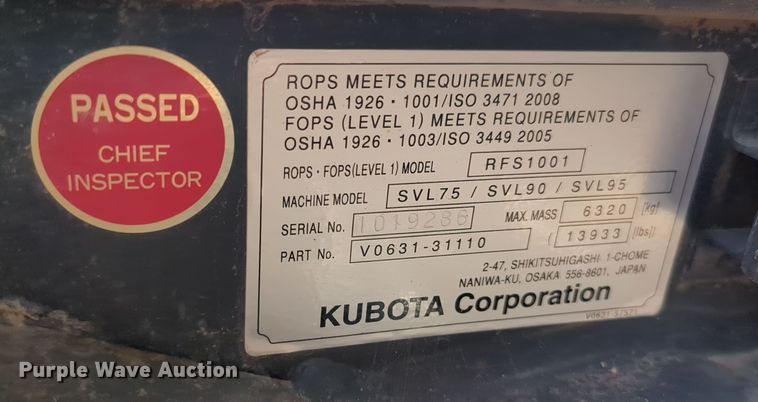 PASSED
CHIEF
INSPECTOR
ROPS MEETS REQUIREMENTS OF
OSHA 1926・1001/ISO 3471 2008
FOPS (LEVEL 1) MEETS REQUIREMENTS OF
OSHA 1926・1003/ISO 3449 2005
ROPS・FOPS(LEVEL 1) MODEL RFS1001
MACHINE MODEL SVL75 / SVL90 / SVL95
SERIAL No. 1019286 MAX. MASS 6320 [kg]
PART No. V0631-31110 ( 13933 [lbs])
2-47, SHIKITSUHIGASHI 1-CHOME
NANIWA-KU, OSAKA 556-8601, JAPAN
KUBOTA Corporation
V0631-57571
Purple Wave Auction